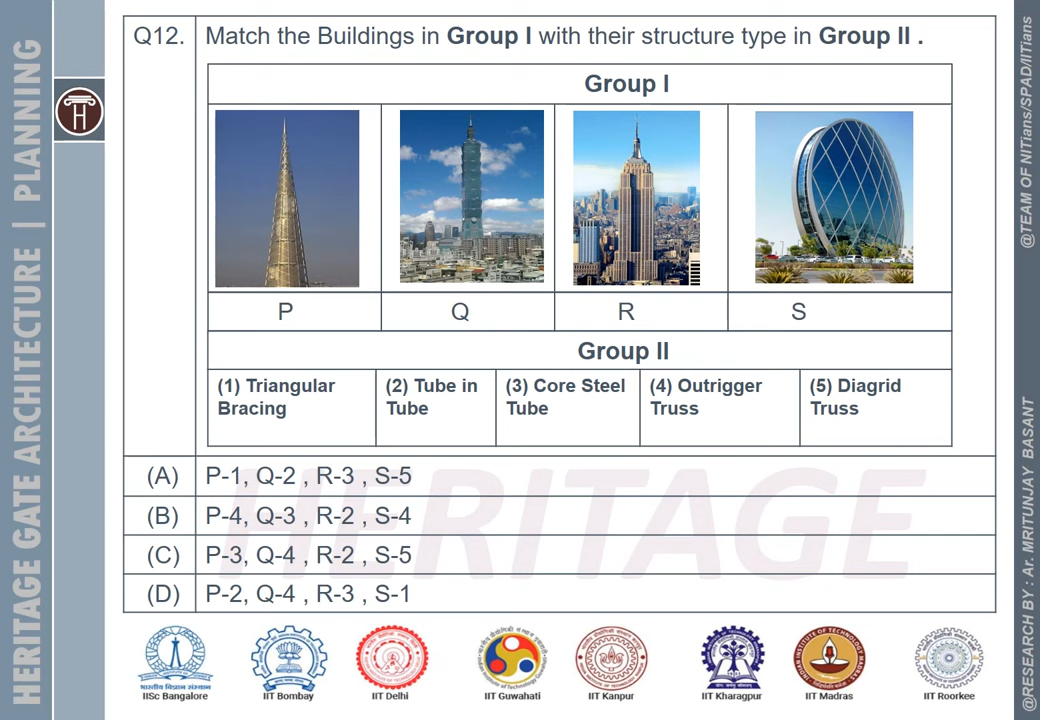 HERITAGE GATE ARCHITECTURE | PLANNING
H
Q12. Match the Buildings in Group I with their structure type in Group II .
Group I
P Q R S
Group II
(1) Triangular Bracing
(2) Tube in Tube
(3) Core Steel Tube
(4) Outrigger Truss
(5) Diagrid Truss
HERITAGE
(A) P-1, Q-2 , R-3 , S-5
(B) P-4, Q-3 , R-2 , S-4
(C) P-3, Q-4 , R-2 , S-5
(D) P-2, Q-4 , R-3 , S-1
भारतीय विज्ञान संस्थान
IISc Bangalore
IIT Bombay
IIT Delhi
IIT Guwahati
IIT Kanpur
IIT Kharagpur
IIT Madras
IIT Roorkee
@TEAM OF NITians/SPAD/IITians
@RESEARCH BY : Ar. MRITUNJAY BASANT